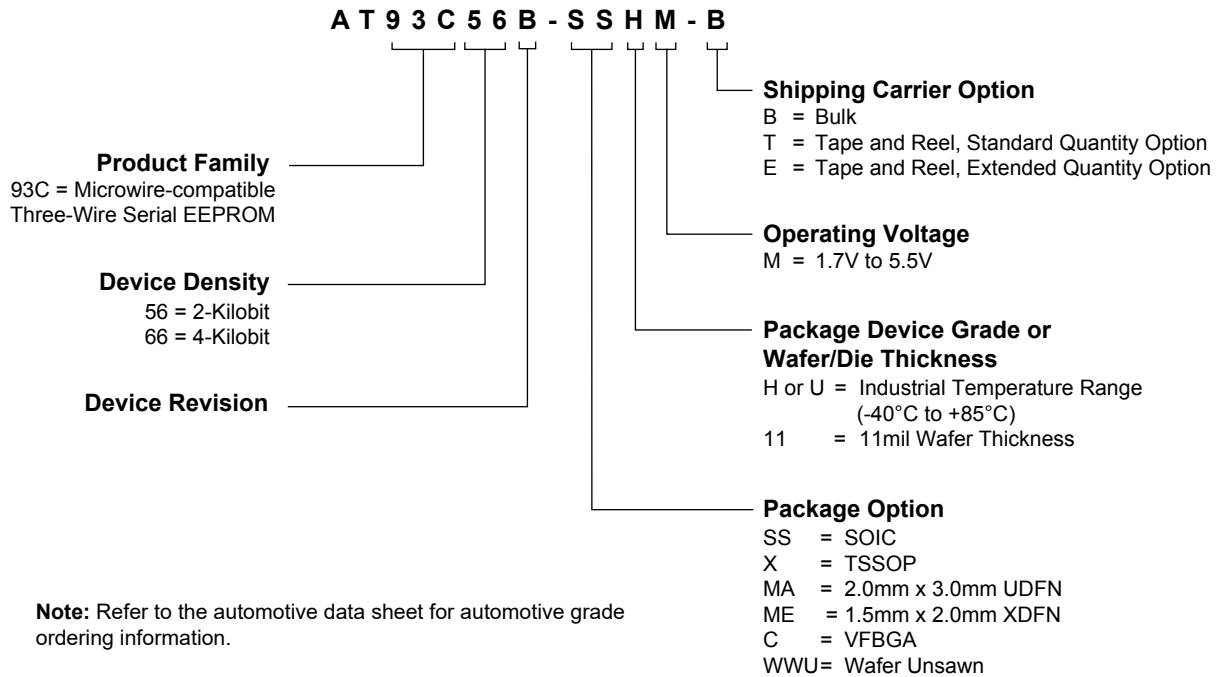 AT93C56B-SSHM-B
Product Family
93C = Microwire-compatible
Three-Wire Serial EEPROM
Device Density
56 = 2-Kilobit
66 = 4-Kilobit
Device Revision
Shipping Carrier Option
B = Bulk
T = Tape and Reel, Standard Quantity Option
E = Tape and Reel, Extended Quantity Option
Operating Voltage
M = 1.7V to 5.5V
Package Device Grade or
Wafer/Die Thickness
H or U = Industrial Temperature Range
(-40°C to +85°C)
11 = 11mil Wafer Thickness
Package Option
SS = SOIC
X = TSSOP
MA = 2.0mm x 3.0mm UDFN
ME = 1.5mm x 2.0mm XDFN
C = VFBGA
WWU= Wafer Unsawn
Note: Refer to the automotive data sheet for automotive grade
ordering information.